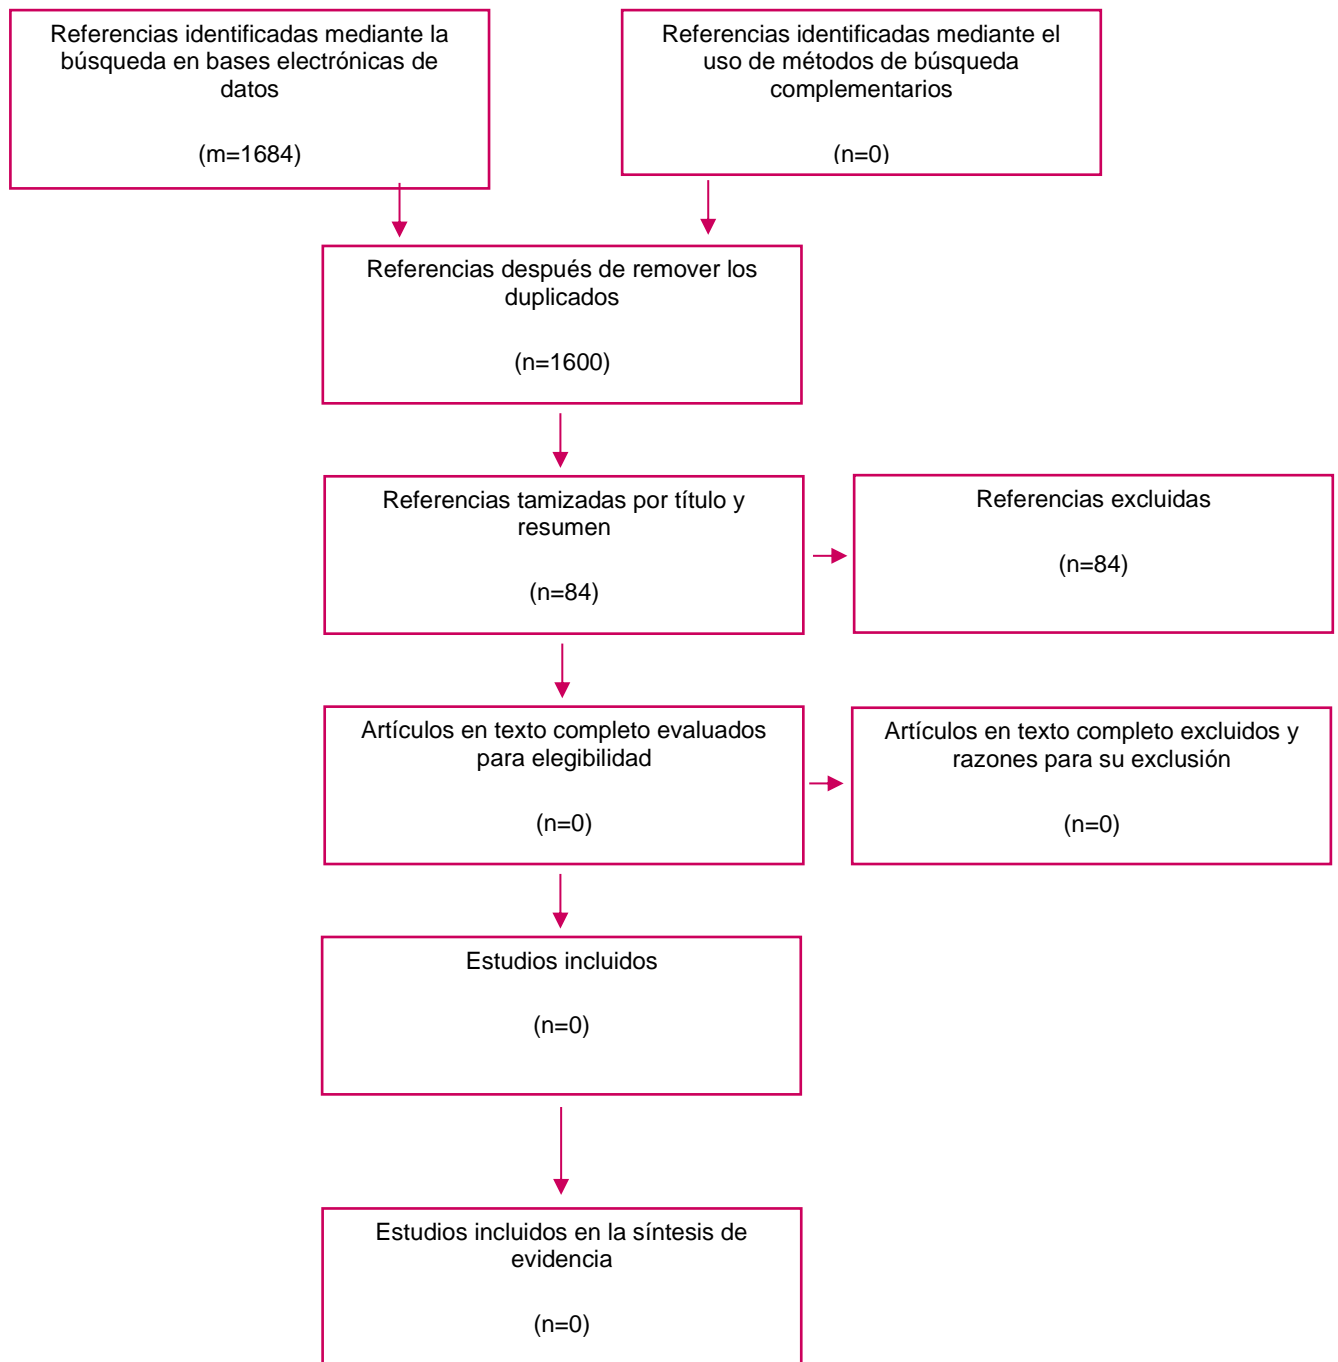 Referencias identificadas mediante la
búsqueda en bases electrónicas de
datos
(m=1684)
Referencias identificadas mediante el
uso de métodos de búsqueda
complementarios
(n=0)
Referencias después de remover los
duplicados
(n=1600)
Referencias tamizadas por título y
resumen
(n=84)
Referencias excluidas
(n=84)
Artículos en texto completo evaluados
para elegibilidad
(n=0)
Artículos en texto completo excluidos y
razones para su exclusión
(n=0)
Estudios incluidos
(n=0)
Estudios incluidos en la síntesis de
evidencia
(n=0)